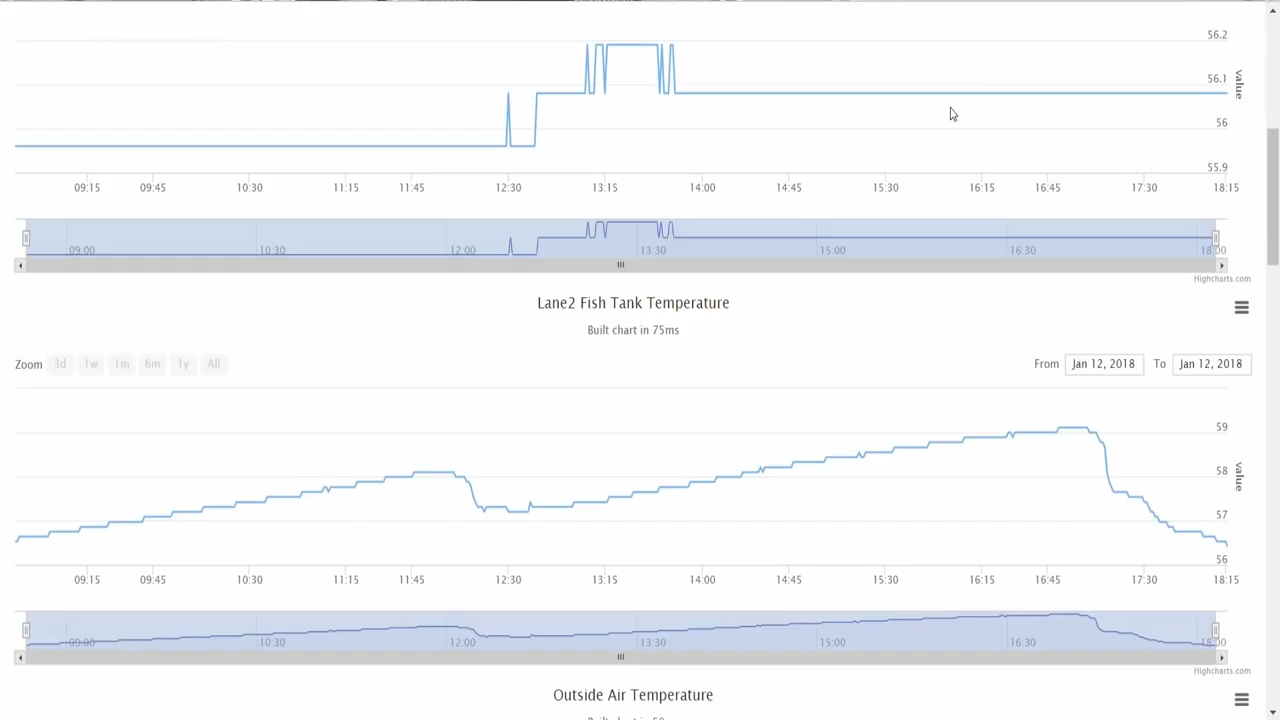 56.2
56.1
56
55.9
value
09:15 09:45 10:30 11:15 11:45 12:30 13:15 14:00 14:45 15:30 16:15 16:45 17:30 18:15
09:00 10:30 12:00 13:30 15:00 16:30 18:00
Highcharts.com
Lane2 Fish Tank Temperature
Built chart in 75ms
Zoom 3d 1w 1m 6m 1y All From Jan 12, 2018 To Jan 12, 2018
59
58
57
56
value
09:15 09:45 10:30 11:15 11:45 12:30 13:15 14:00 14:45 15:30 16:15 16:45 17:30 18:15
09:00 10:30 12:00 13:30 15:00 16:30 18:00
Highcharts.com
Outside Air Temperature